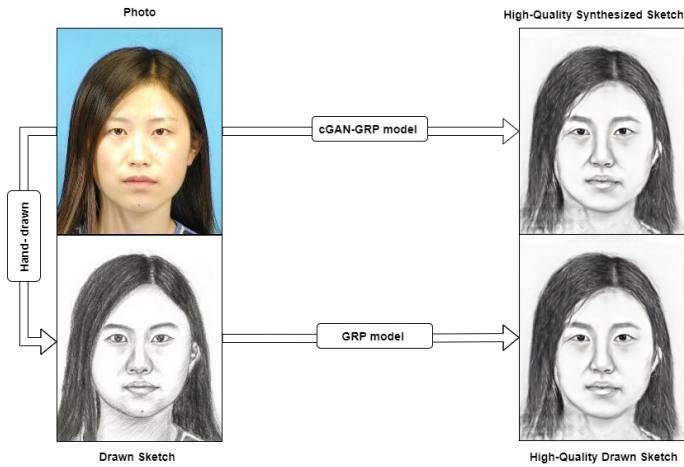 Photo
High-Quality Synthesized Sketch
cGAN-GRP model
Hand- drawn
GRP model
Drawn Sketch
High-Quality Drawn Sketch